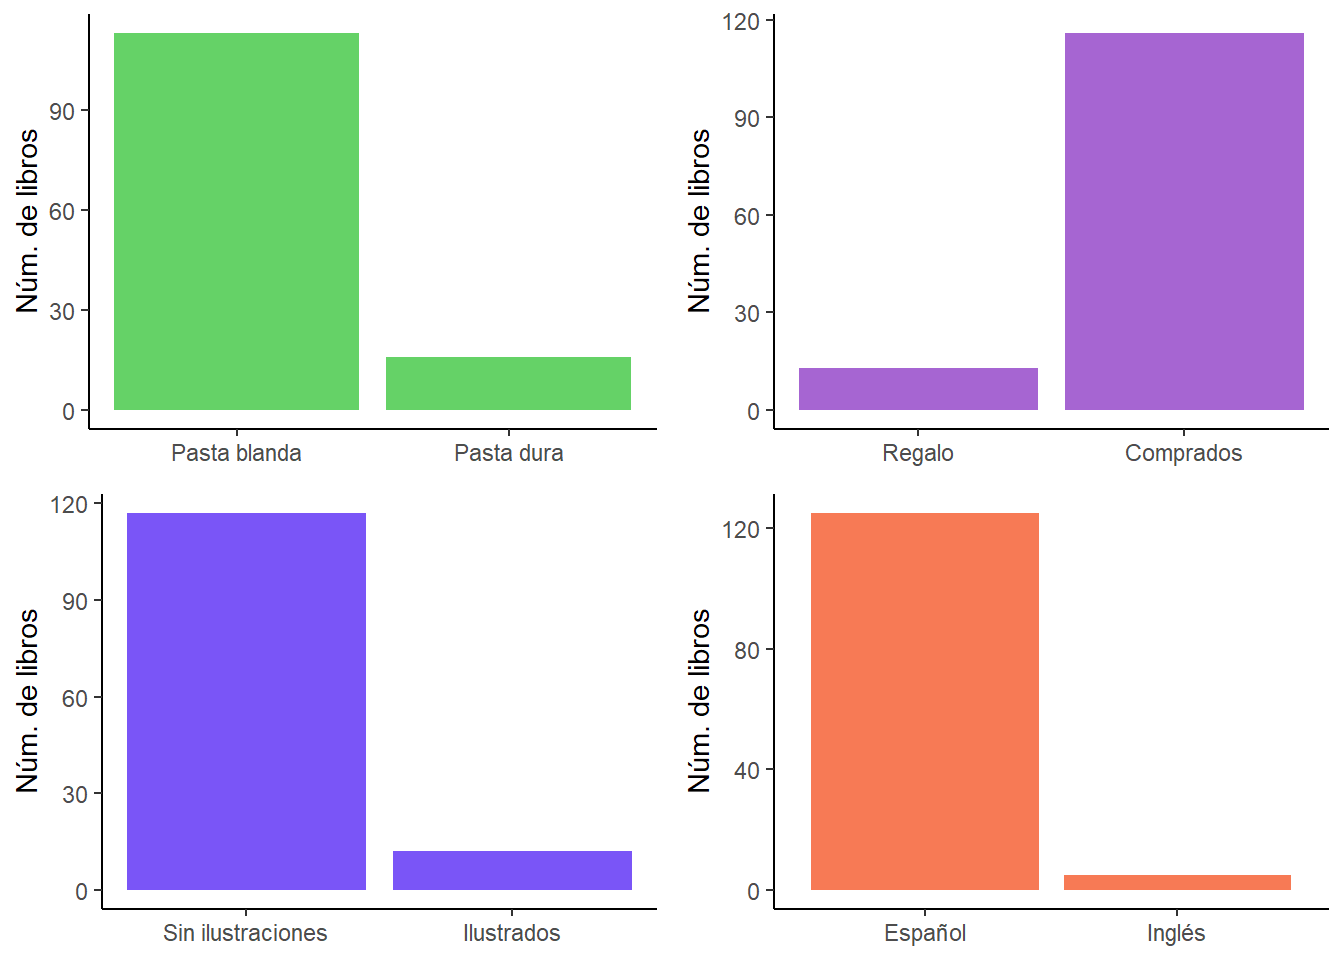 Núm. de libros
90
60
30
0
Pasta blanda
Pasta dura
Núm. de libros
120
90
60
30
0
Regalo
Comprados
Núm. de libros
120
90
60
30
0
Sin ilustraciones
Ilustrados
Núm. de libros
120
80
40
0
Español
Inglés